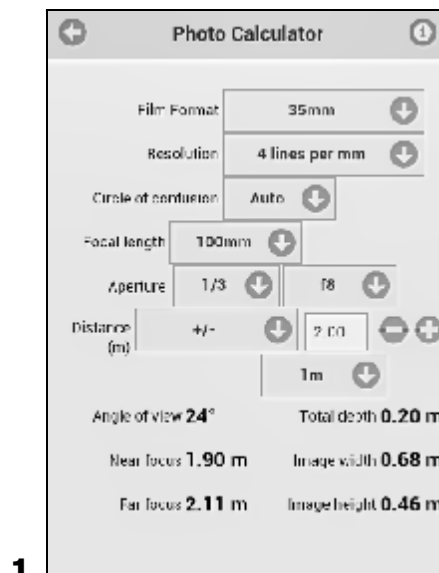 Photo Calculator
Film Format 35mm
Resolution 4 lines per mm
Circle of confusion Auto
Focal length 100mm
Aperture 1/3 f8
Distance (m) +/- 2.00
1m
Angle of view 24° Total depth 0.20 m
Near focus 1.90 m Image width 0.68 m
Far focus 2.11 m Image height 0.46 m
1